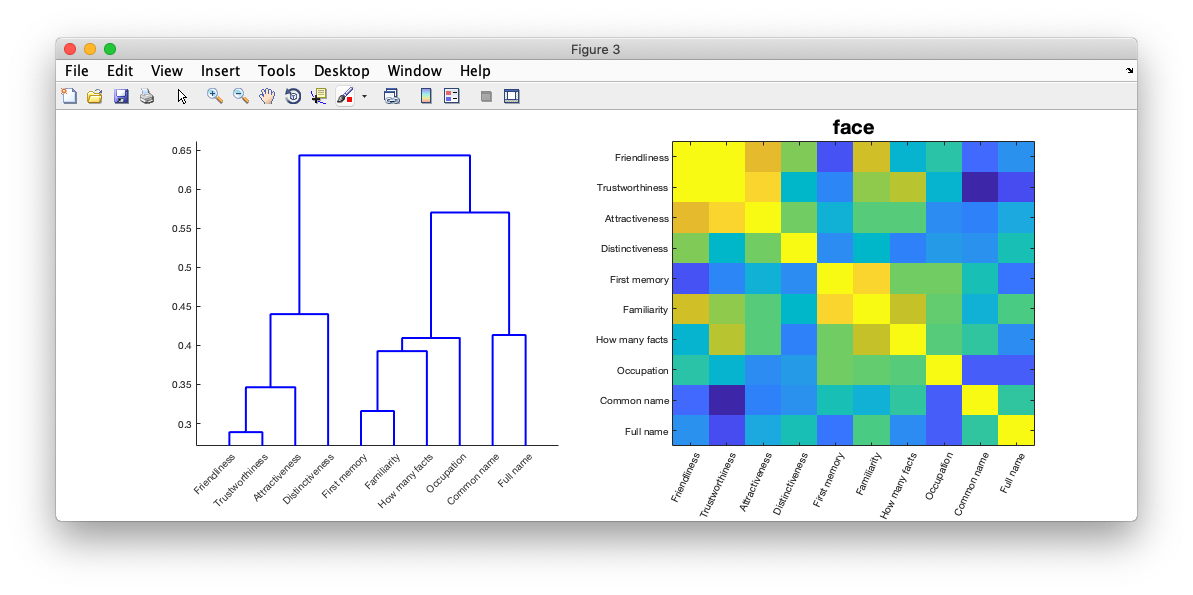 Figure 3
File Edit View Insert Tools Desktop Window Help
0.65
0.6
0.55
0.5
0.45
0.4
0.35
0.3
Friendliness
Trustworthiness
Attractiveness
Distinctiveness
First memory
Familiarity
How many facts
Occupation
Common name
Full name
face
Friendliness
Trustworthiness
Attractiveness
Distinctiveness
First memory
Familiarity
How many facts
Occupation
Common name
Full name
Friendliness
Trustworthiness
Attractiveness
Distinctiveness
First memory
Familiarity
How many facts
Occupation
Common name
Full name